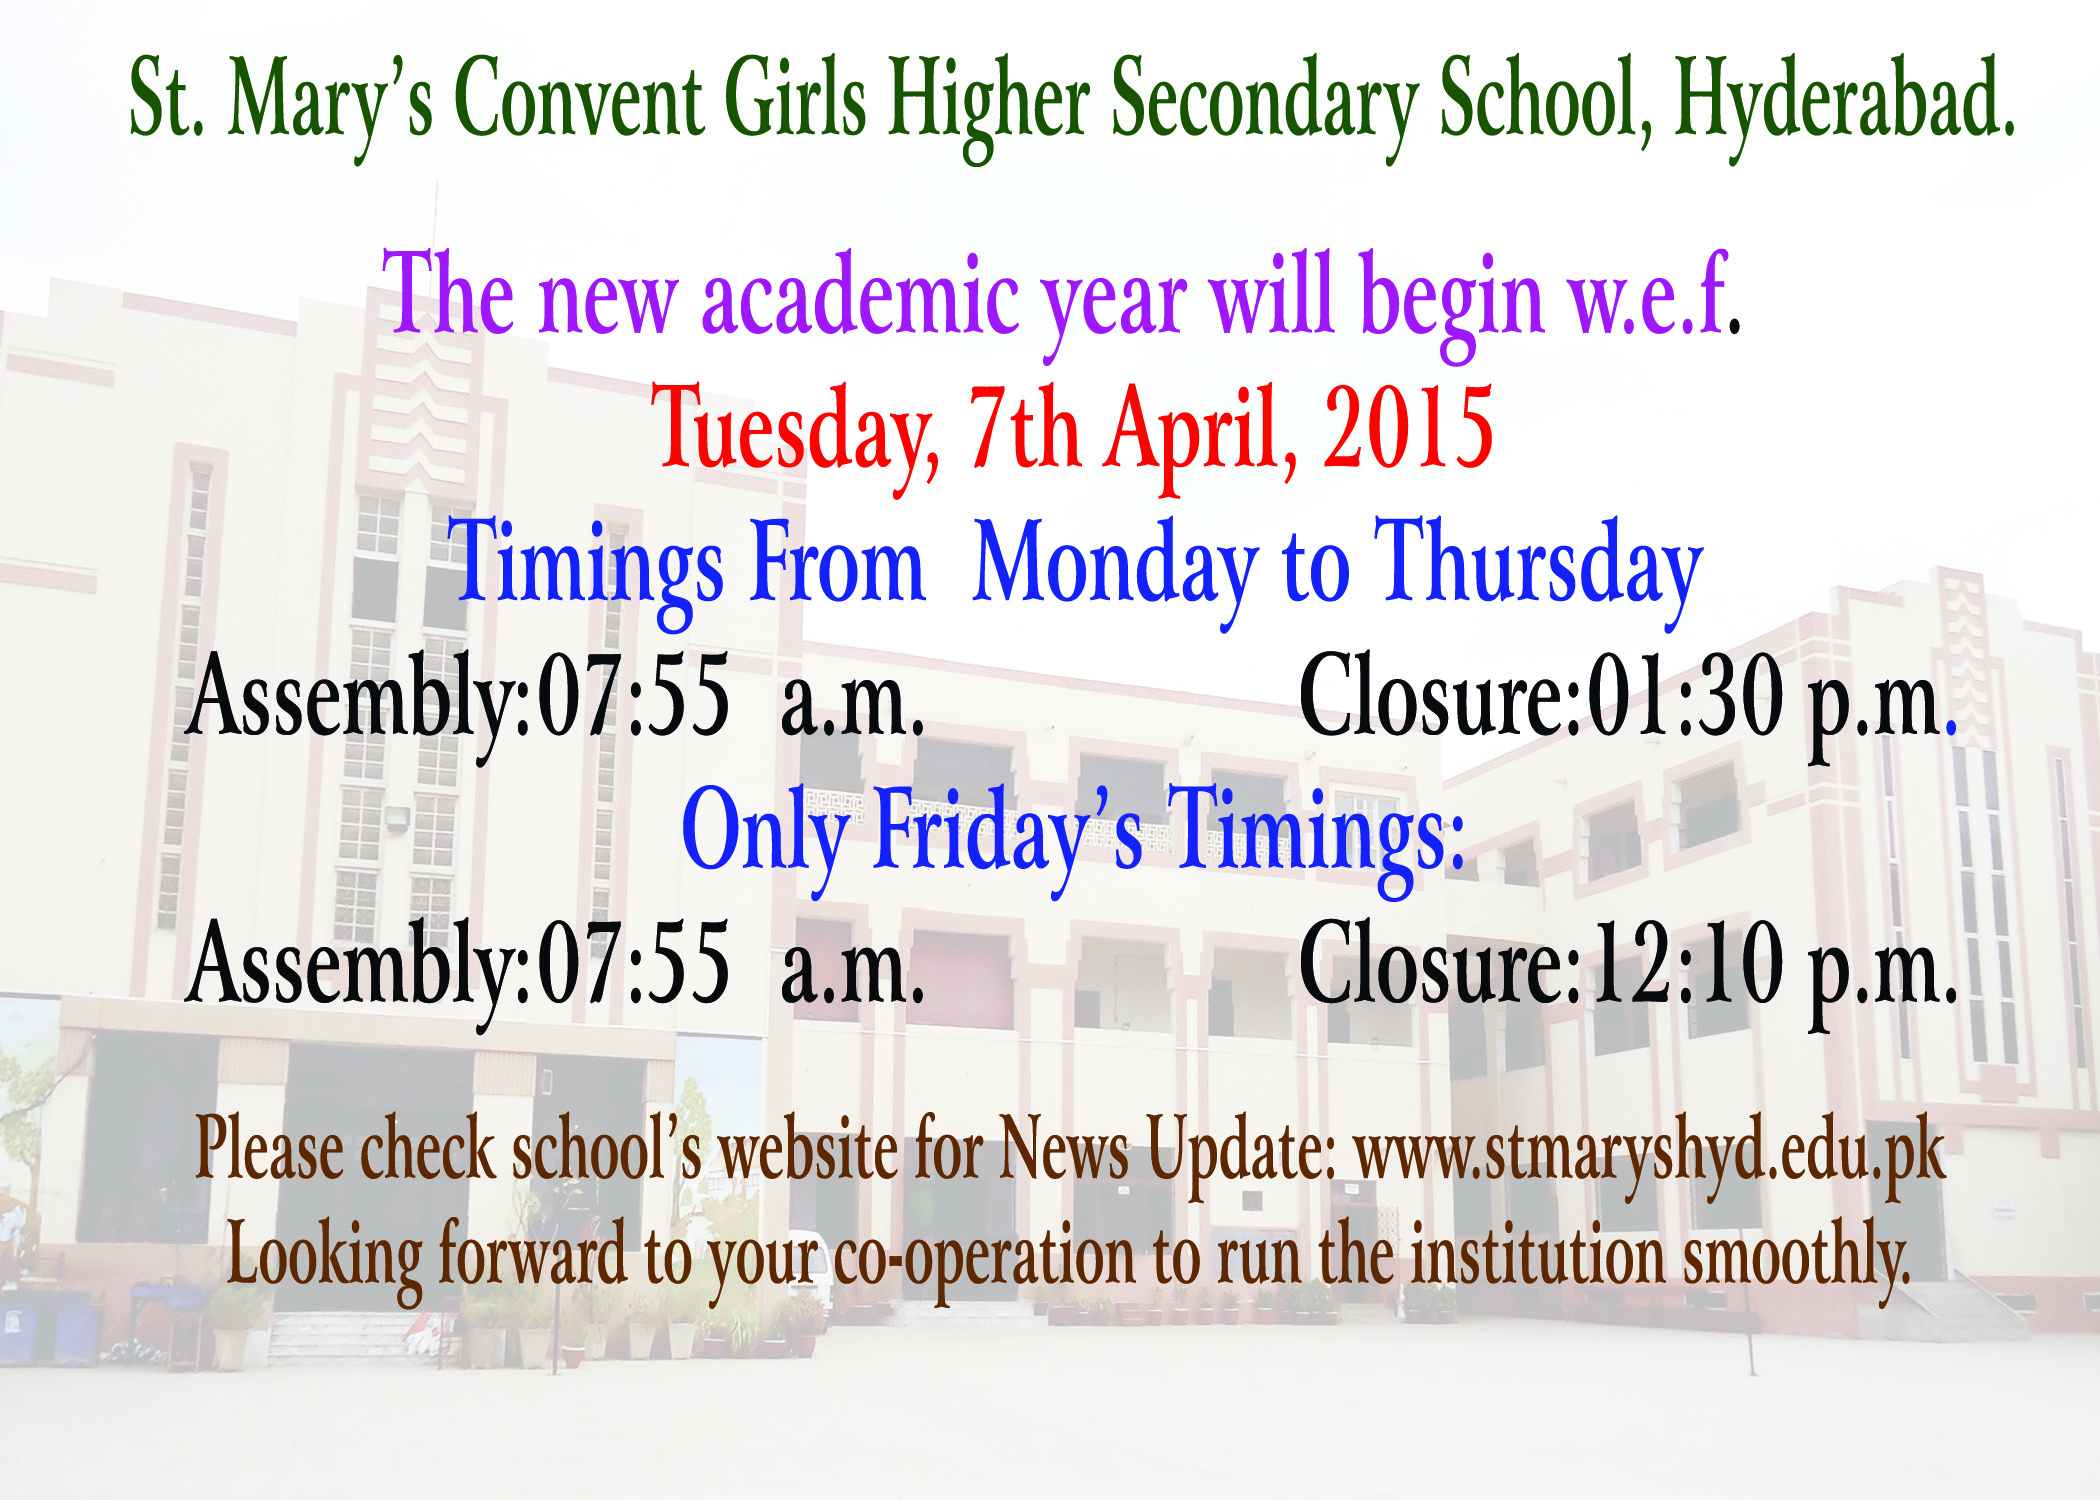 St. Mary’s Convent Girls Higher Secondary School, Hyderabad.
The new academic year will begin w.e.f.
Tuesday, 7th April, 2015
Timings From  Monday to Thursday
Assembly:07:55  a.m. Closure:01:30 p.m.
Only Friday’s Timings:
Assembly:07:55  a.m. Closure:12:10 p.m.
Please check school’s website for News Update: www.stmaryshyd.edu.pk
Looking forward to your co-operation to run the institution smoothly.